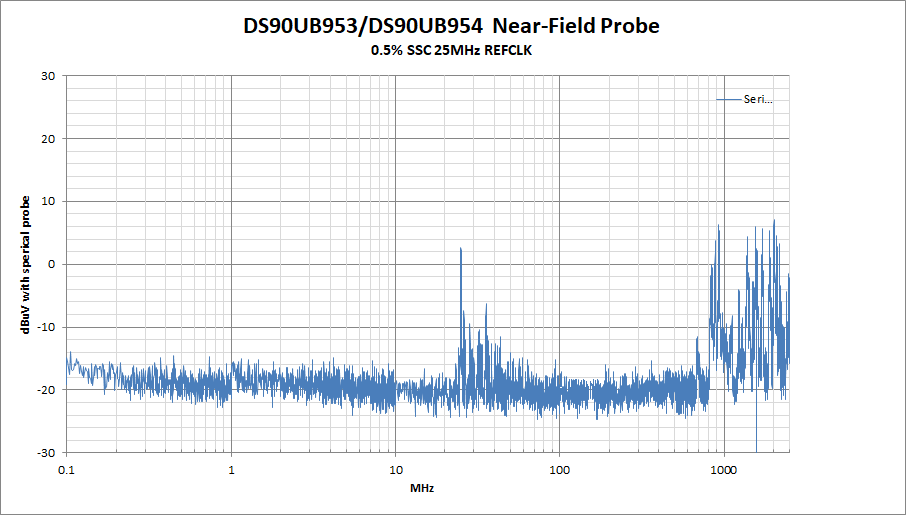 DS90UB953/DS90UB954 Near-Field Probe
0.5% SSC 25MHz REFCLK
Seri...
30
20
10
0
-10
-20
-30
dBuV with sperical probe
0.1
1
10
100
1000
MHz